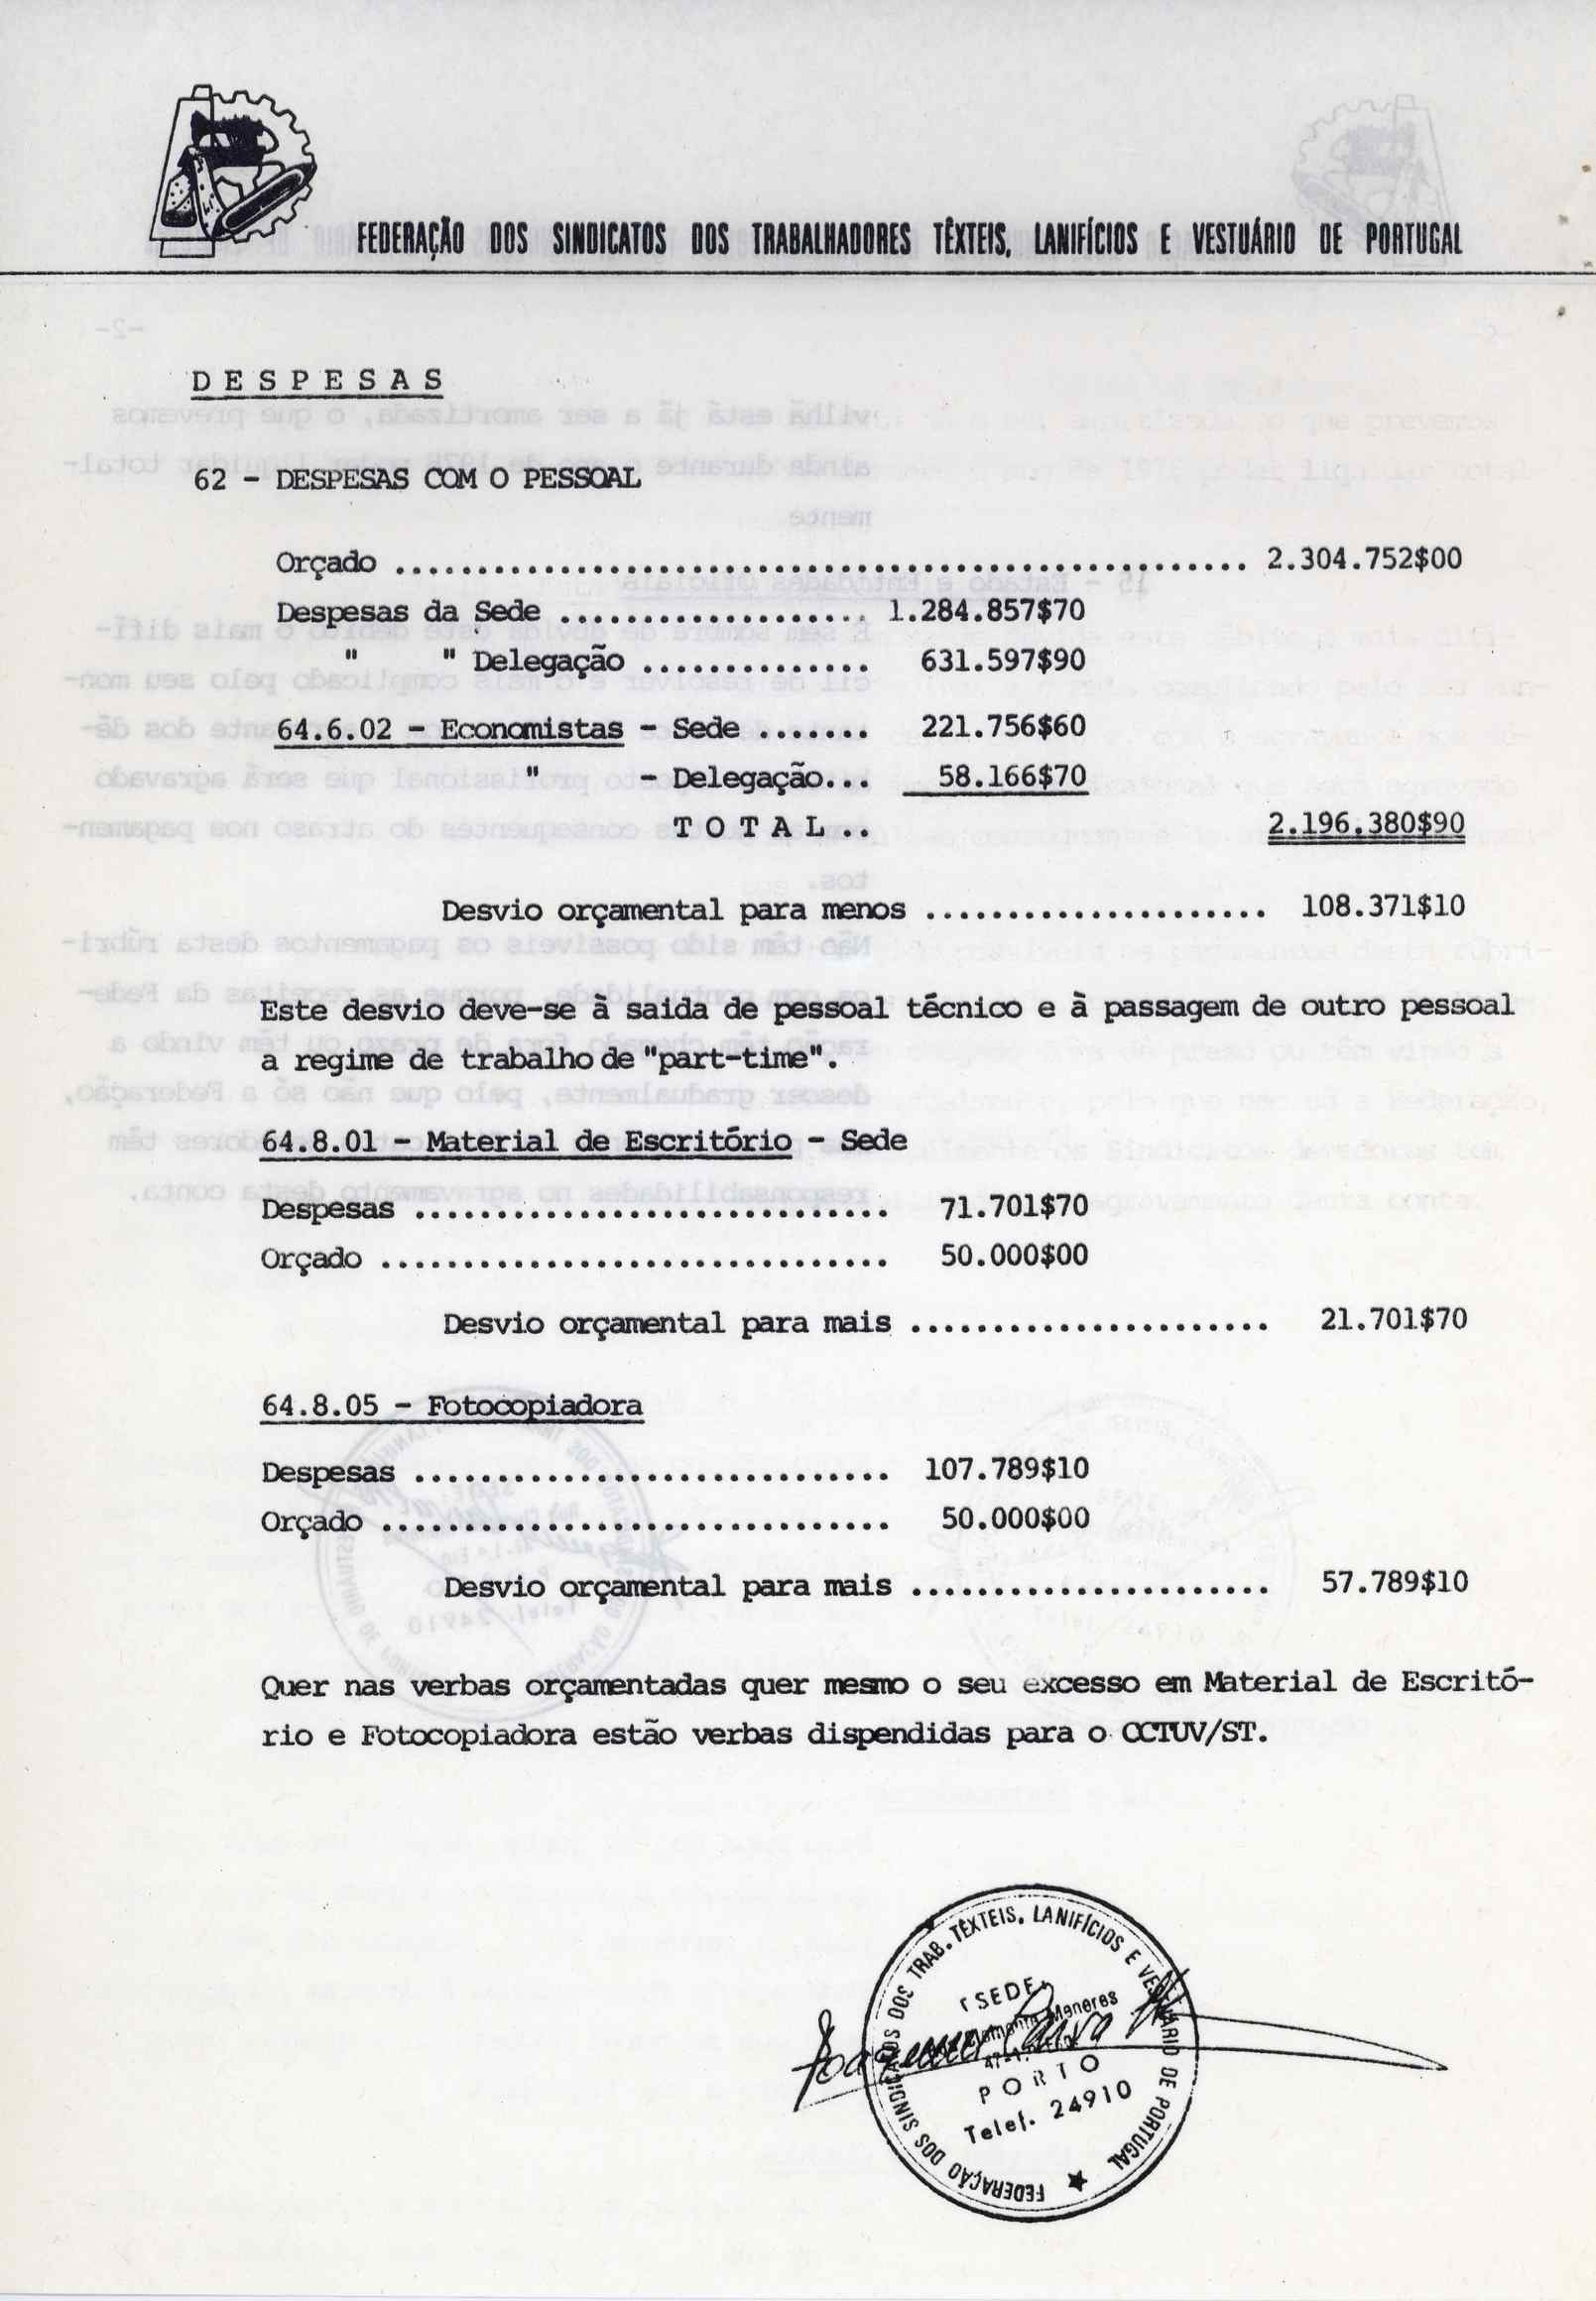 FEDERAÇÃO DOS SINDICATOS DOS TRABALHADORES TÊXTEIS, LANIFÍCIOS E VESTUÁRIO DE PORTUGAL
DESPESAS
62 - DESPESAS COM O PESSOAL
Orçado .................................................... 2.304.752$00
Despesas da Sede ................... 1.284.857$70
" " Delegação .............. 631.597$90
64.6.02 - Economistas - Sede ....... 221.756$60
" - Delegação... 58.166$70
TOTAL.. 2.196.380$90
Desvio orçamental para menos ..................... 108.371$10
Este desvio deve-se à saida de pessoal técnico e à passagem de outro pessoal
a regime de trabalho de "part-time".
64.8.01 - Material de Escritório - Sede
Despesas ............................. 71.701$70
Orçado ............................... 50.000$00
Desvio orçamental para mais ...................... 21.701$70
64.8.05 - Fotocopiadora
Despesas ............................. 107.789$10
Orçado ............................... 50.000$00
Desvio orçamental para mais ...................... 57.789$10
Quer nas verbas orçamentadas quer mesmo o seu excesso em Material de Escritó-
rio e Fotocopiadora estão verbas dispendidas para o CCTUV/ST.
FEDERAÇÃO DOS SINDICATOS DOS TRAB. TÊXTEIS, LANIFÍCIOS E VESTUÁRIO DE PORTUGAL
SEDE
Meneres
PORTO
Telef. 24910